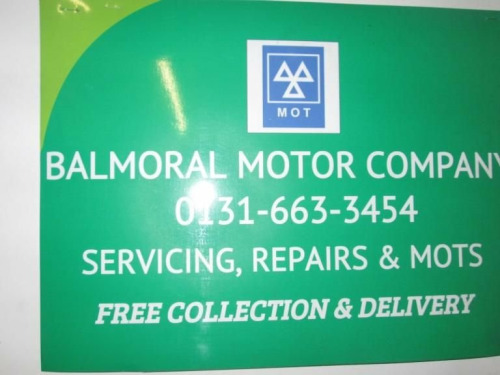 MOT
BALMORAL MOTOR COMPANY
0131-663-3454
SERVICING, REPAIRS & MOTS
FREE COLLECTION & DELIVERY